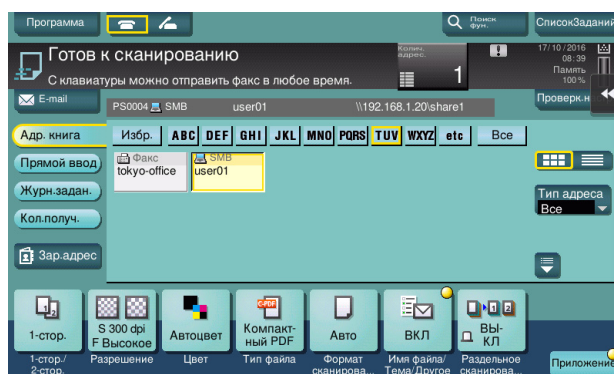 Программа
Поиск
фун.
СписокЗаданий
Готов к сканированию
С клавиатуры можно отправить факс в любое время.
Колич.
адрес.
1
17/10/2016
08:39
Память
100%
E-mail
PS0004 SMB user01 \\192.168.1.20\share1
Проверк.н
Адр. книга
Избр. ABC DEF GHI JKL MNO PQRS TUV WXYZ etc Все
Прямой ввод
Факс
tokyo-office
SMB
user01
Журн.задан.
Тип адреса
Все
Кол.получ.
Зар.адрес
1-стор.
S 300 dpi
F Высокое
Автоцвет
C-PDF
Компакт-
ный PDF
Авто
ВКЛ
ВЫ-
КЛ
1-стор./
2-стор.
Разрешение
Цвет
Тип файла
Формат
сканирова...
Имя файла/
Тема/Другое
Раздельное
сканирова...
Приложение